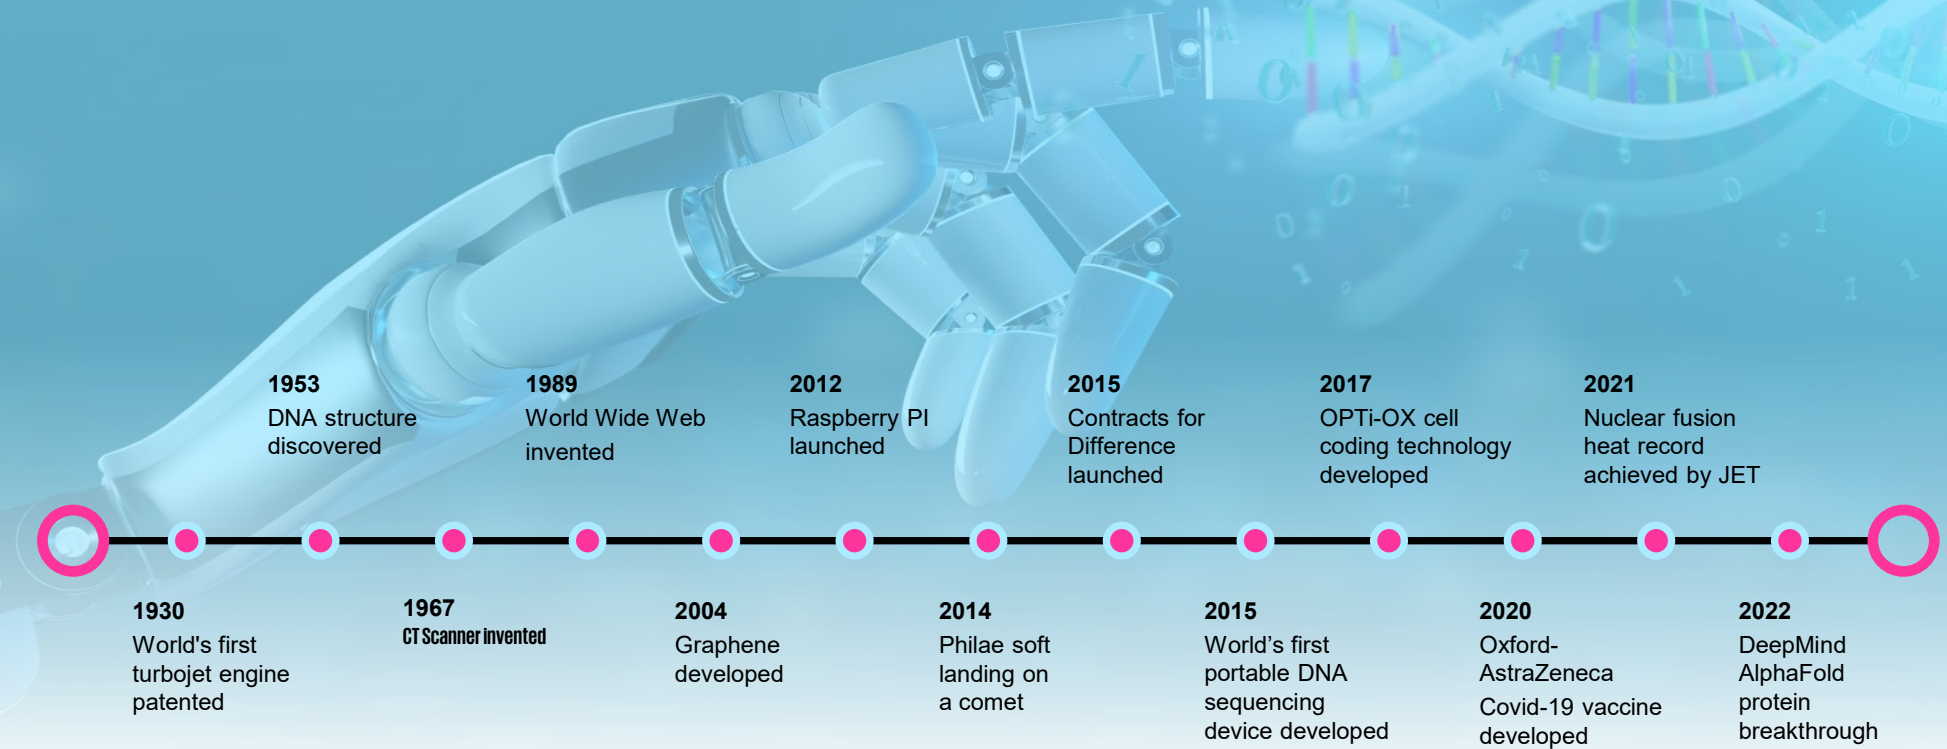 1953
DNA structure
discovered
1989
World Wide Web
invented
2012
Raspberry PI
launched
2015
Contracts for
Difference
launched
2017
OPTi-OX cell
coding technology
developed
2021
Nuclear fusion
heat record
achieved by JET
1930
World's first
turbojet engine
patented
1967
CT Scanner invented
2004
Graphene
developed
2014
Philae soft
landing on
a comet
2015
World’s first
portable DNA
sequencing
device developed
2020
Oxford-
AstraZeneca
Covid-19 vaccine
developed
2022
DeepMind
AlphaFold
protein
breakthrough